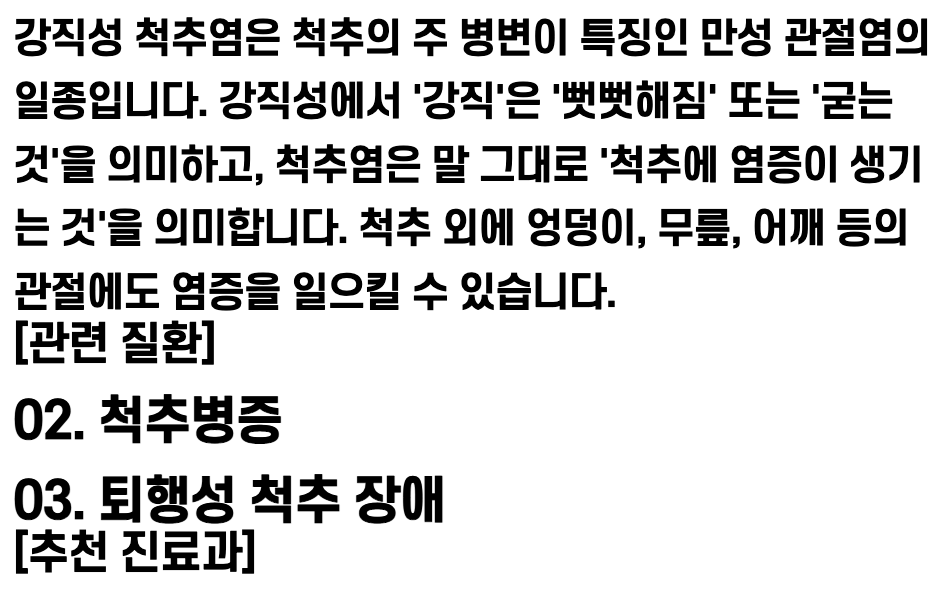 강직성 척추염은 척추의 주 병변이 특징인 만성 관절염의
일종입니다. 강직성에서 '강직'은 '뻣뻣해짐' 또는 '굳는
것'을 의미하고, 척추염은 말 그대로 '척추에 염증이 생기
는 것'을 의미합니다. 척추 외에 엉덩이, 무릎, 어깨 등의
관절에도 염증을 일으킬 수 있습니다.
[관련 질환]
02. 척추병증
03. 퇴행성 척추 장애
[추천 진료과]